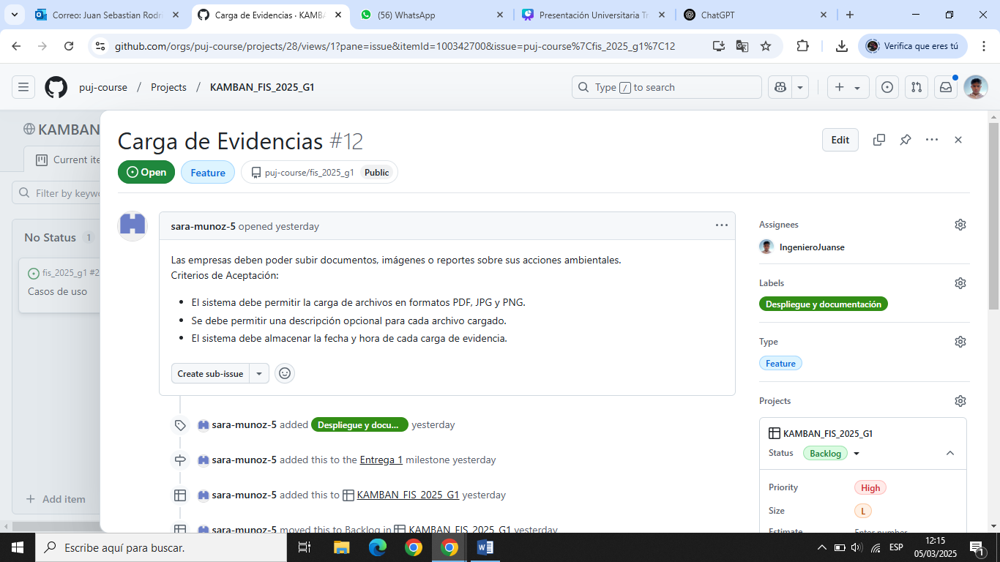 Correo: Juan Sebastian Rodr
Carga de Evidencias · KAMBA
(56) WhatsApp
Presentación Universitaria Tr
ChatGPT
github.com/orgs/puj-course/projects/28/views/1?pane=issue&itemId=100342700&issue=puj-course%7Cfis_2025_g1%7C12
Verifica que eres tú
puj-course / Projects / KAMBAN_FIS_2025_G1
Type / to search
KAMBAN
Current ite
Filter by keywo
No Status 1
fis_2025_g1 #2
Casos de uso
Add item
Carga de Evidencias #12
Edit
Open
Feature
puj-course/fis_2025_g1 Public
sara-munoz-5 opened yesterday
Las empresas deben poder subir documentos, imágenes o reportes sobre sus acciones ambientales.
Criterios de Aceptación:
• El sistema debe permitir la carga de archivos en formatos PDF, JPG y PNG.
• Se debe permitir una descripción opcional para cada archivo cargado.
• El sistema debe almacenar la fecha y hora de cada carga de evidencia.
Create sub-issue
sara-munoz-5 added Despliegue y docu... yesterday
sara-munoz-5 added this to the Entrega 1 milestone yesterday
sara-munoz-5 added this to KAMBAN_FIS_2025_G1 yesterday
sara-munoz-5 moved this to Backlog in KAMBAN_FIS_2025_G1 yesterday
Assignees
IngenieroJuanse
Labels
Despliegue y documentación
Type
Feature
Projects
KAMBAN_FIS_2025_G1
Status Backlog
Priority High
Size L
Estimate Enter number
Escribe aquí para buscar.
ESP
12:15
05/03/2025
1